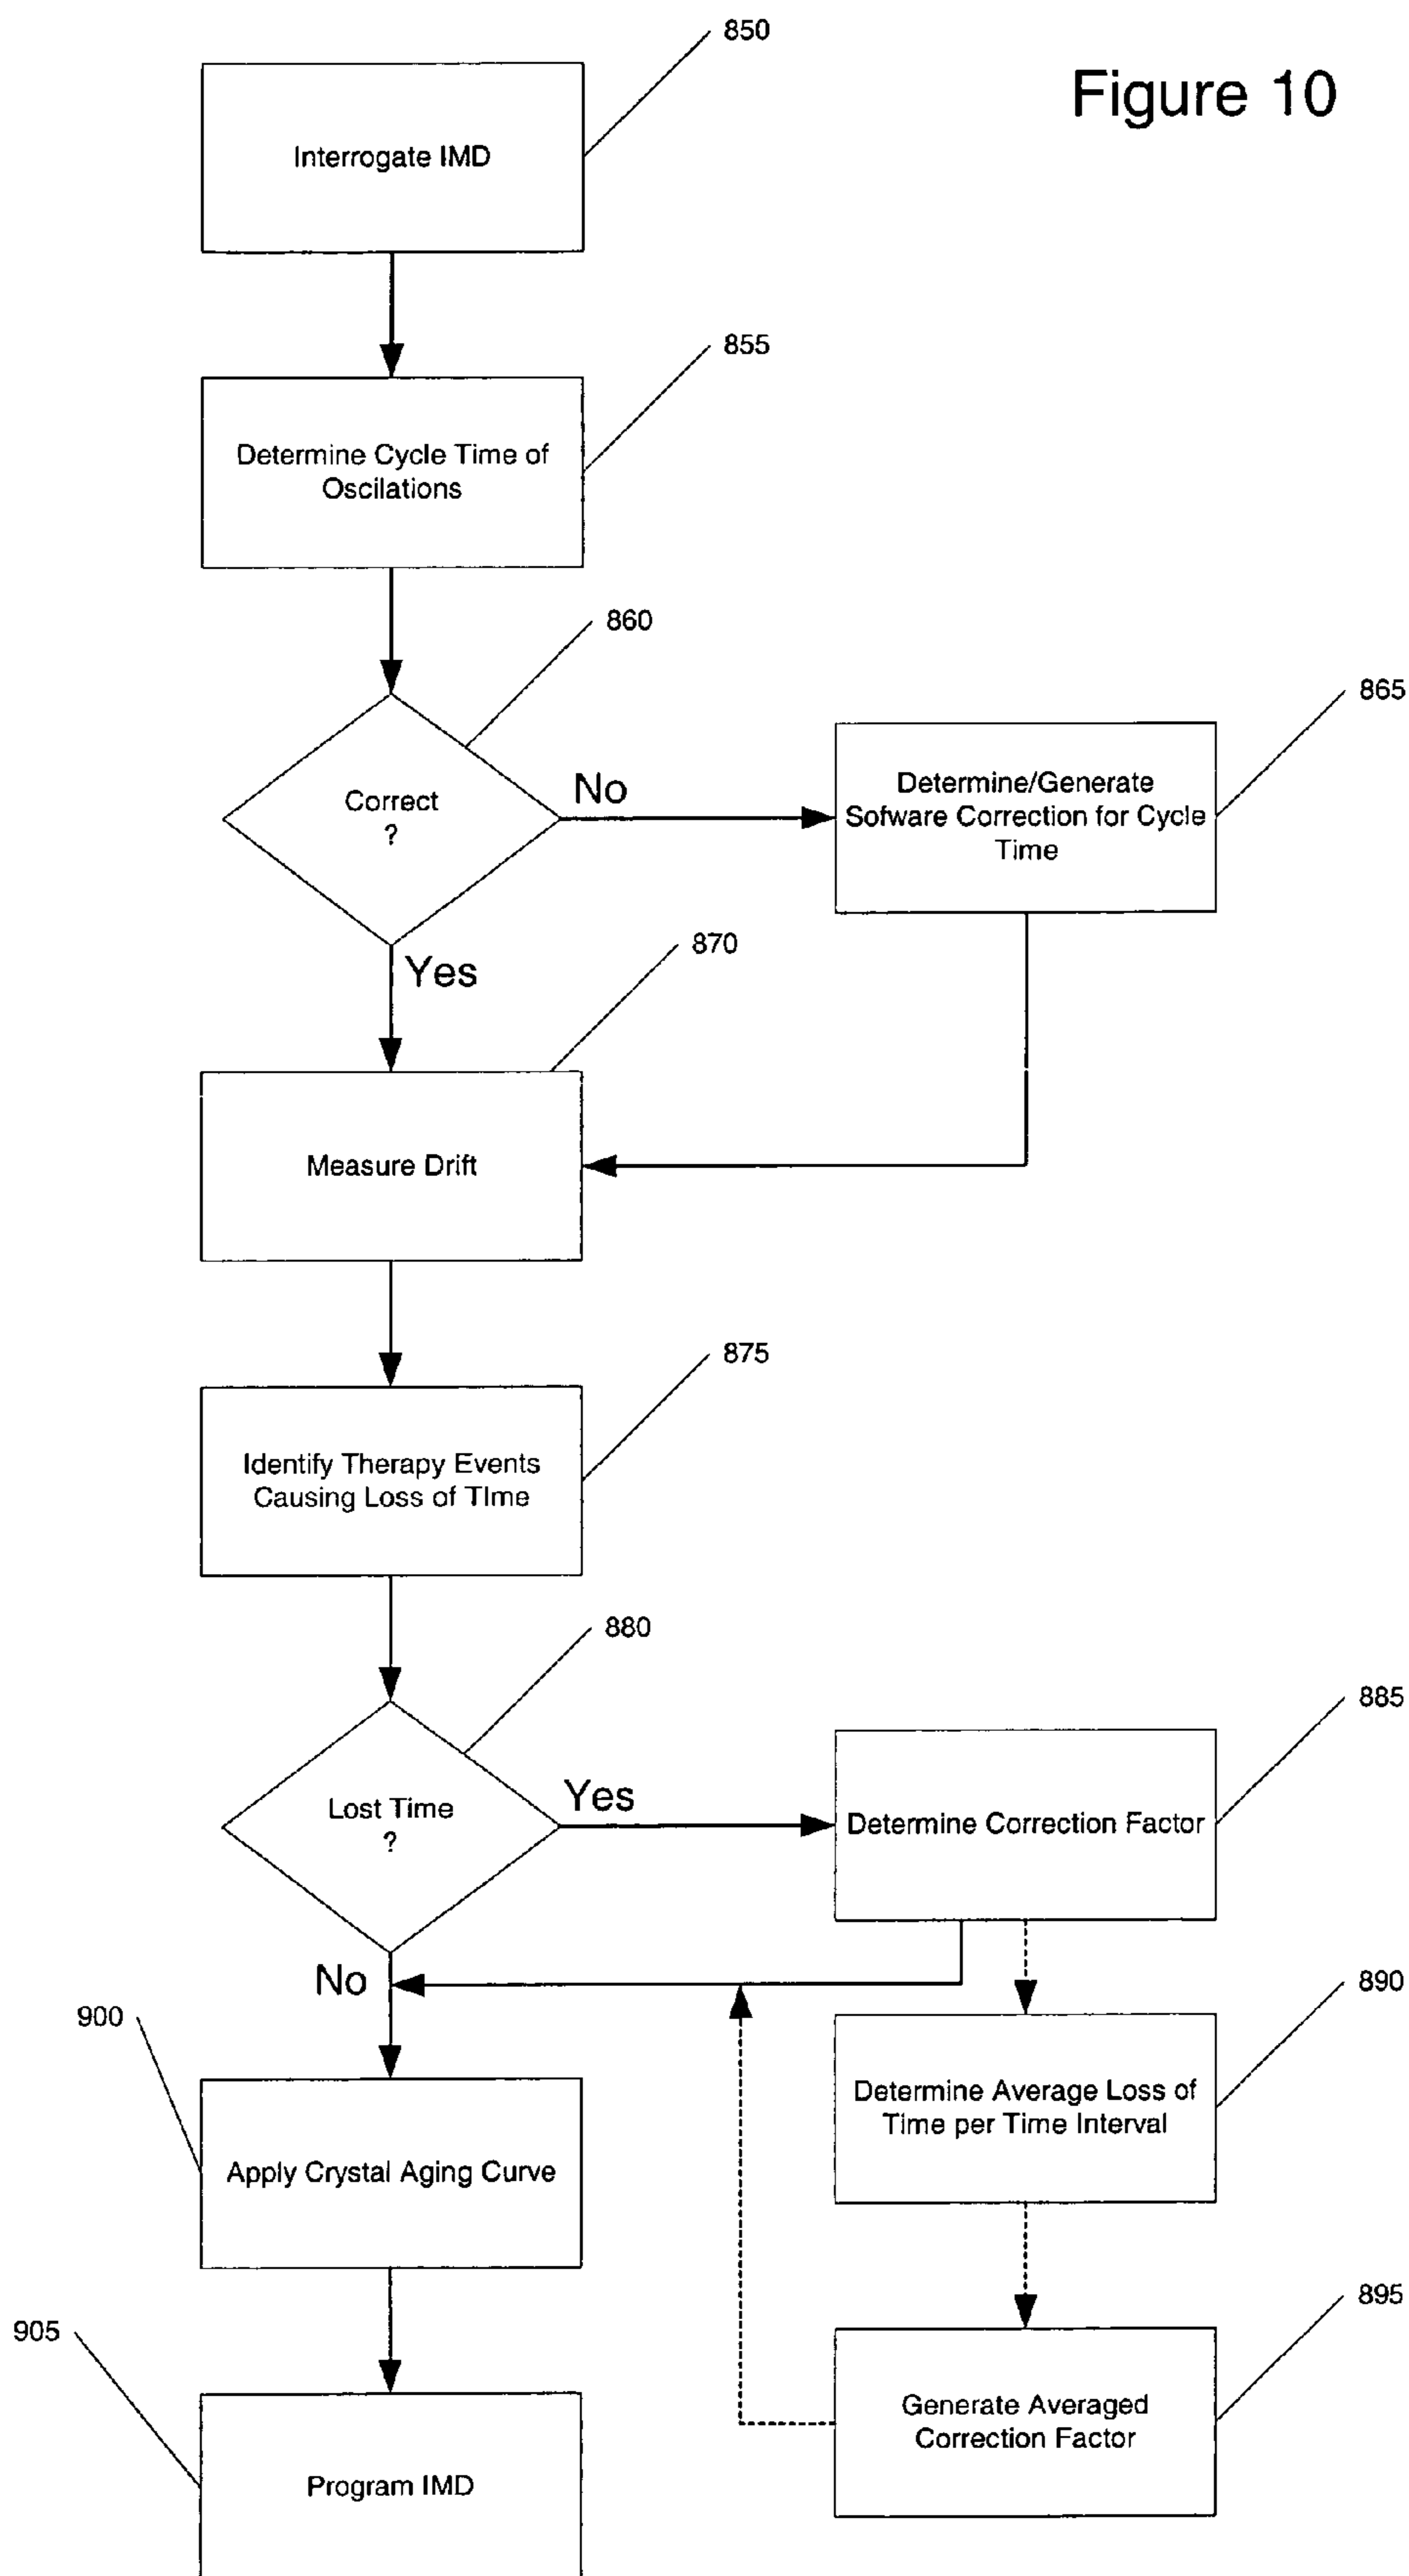 850
Figure 10
Interrogate IMD
855
Determine Cycle Time of
Oscilations
860
865
Correct
?
No
Determine/Generate
Sofware Correction for Cycle
Time
870
Yes
Measure Drift
875
Identify Therapy Events
Causing Loss of TIme
880
885
Lost Time
?
Yes
Determine Correction Factor
No
890
900
Determine Average Loss of
Time per Time Interval
Apply Crystal Aging Curve
895
905
Generate Averaged
Correction Factor
Program IMD